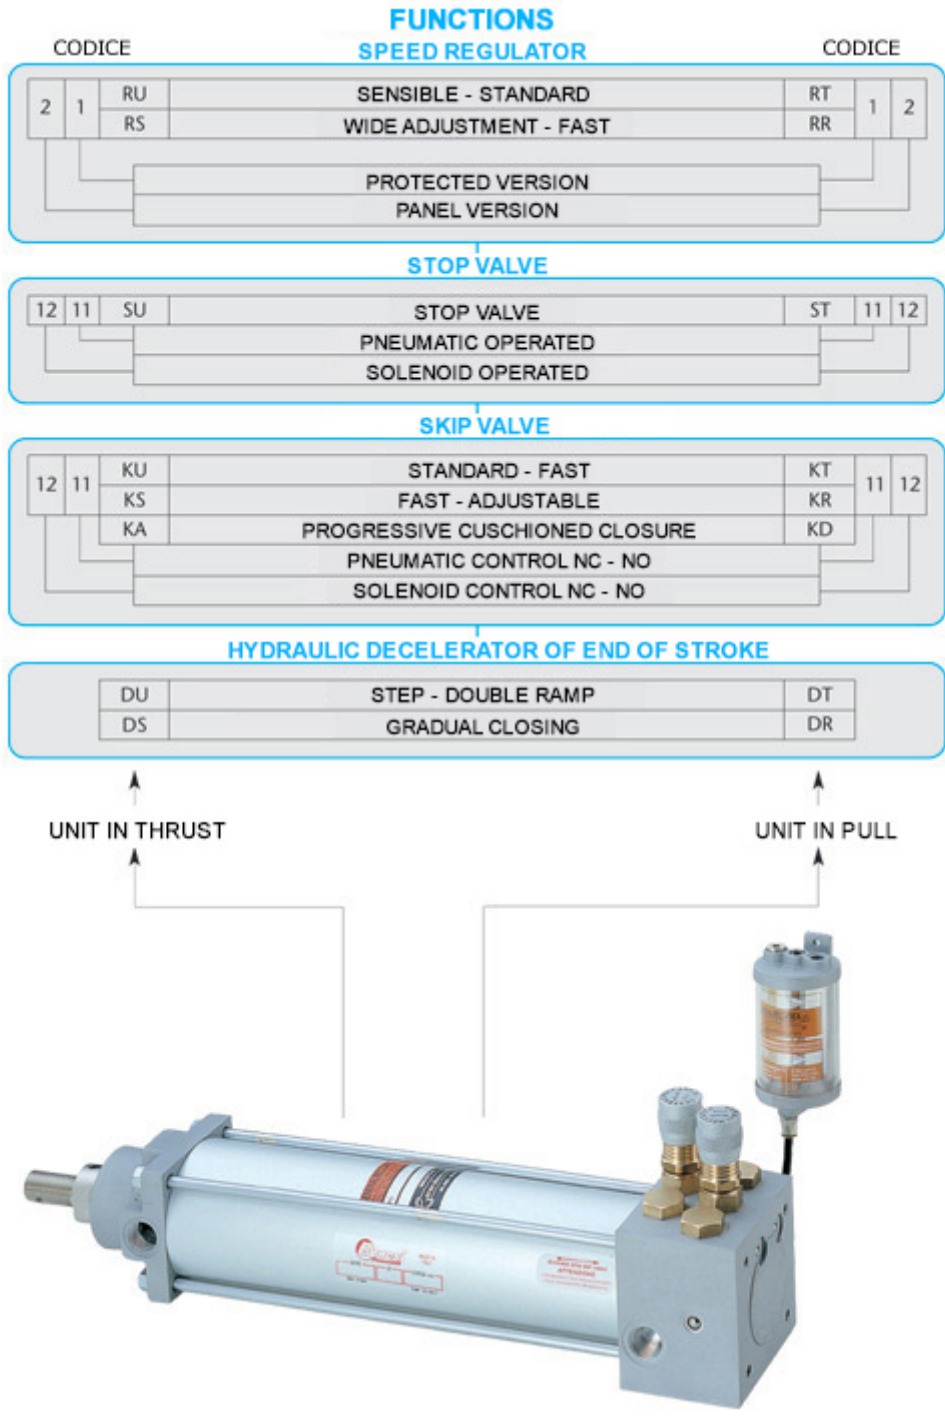 FUNCTIONS
CODICE SPEED REGULATOR CODICE
2 1 RU SENSIBLE - STANDARD RT 1 2
RS WIDE ADJUSTMENT - FAST RR
PROTECTED VERSION
PANEL VERSION
STOP VALVE
12 11 SU STOP VALVE ST 11 12
PNEUMATIC OPERATED
SOLENOID OPERATED
SKIP VALVE
12 11 KU STANDARD - FAST KT 11 12
KS FAST - ADJUSTABLE KR
KA PROGRESSIVE CUSCHIONED CLOSURE KD
PNEUMATIC CONTROL NC - NO
SOLENOID CONTROL NC - NO
HYDRAULIC DECELERATOR OF END OF STROKE
DU STEP - DOUBLE RAMP DT
DS GRADUAL CLOSING DR
UNIT IN THRUST UNIT IN PULL